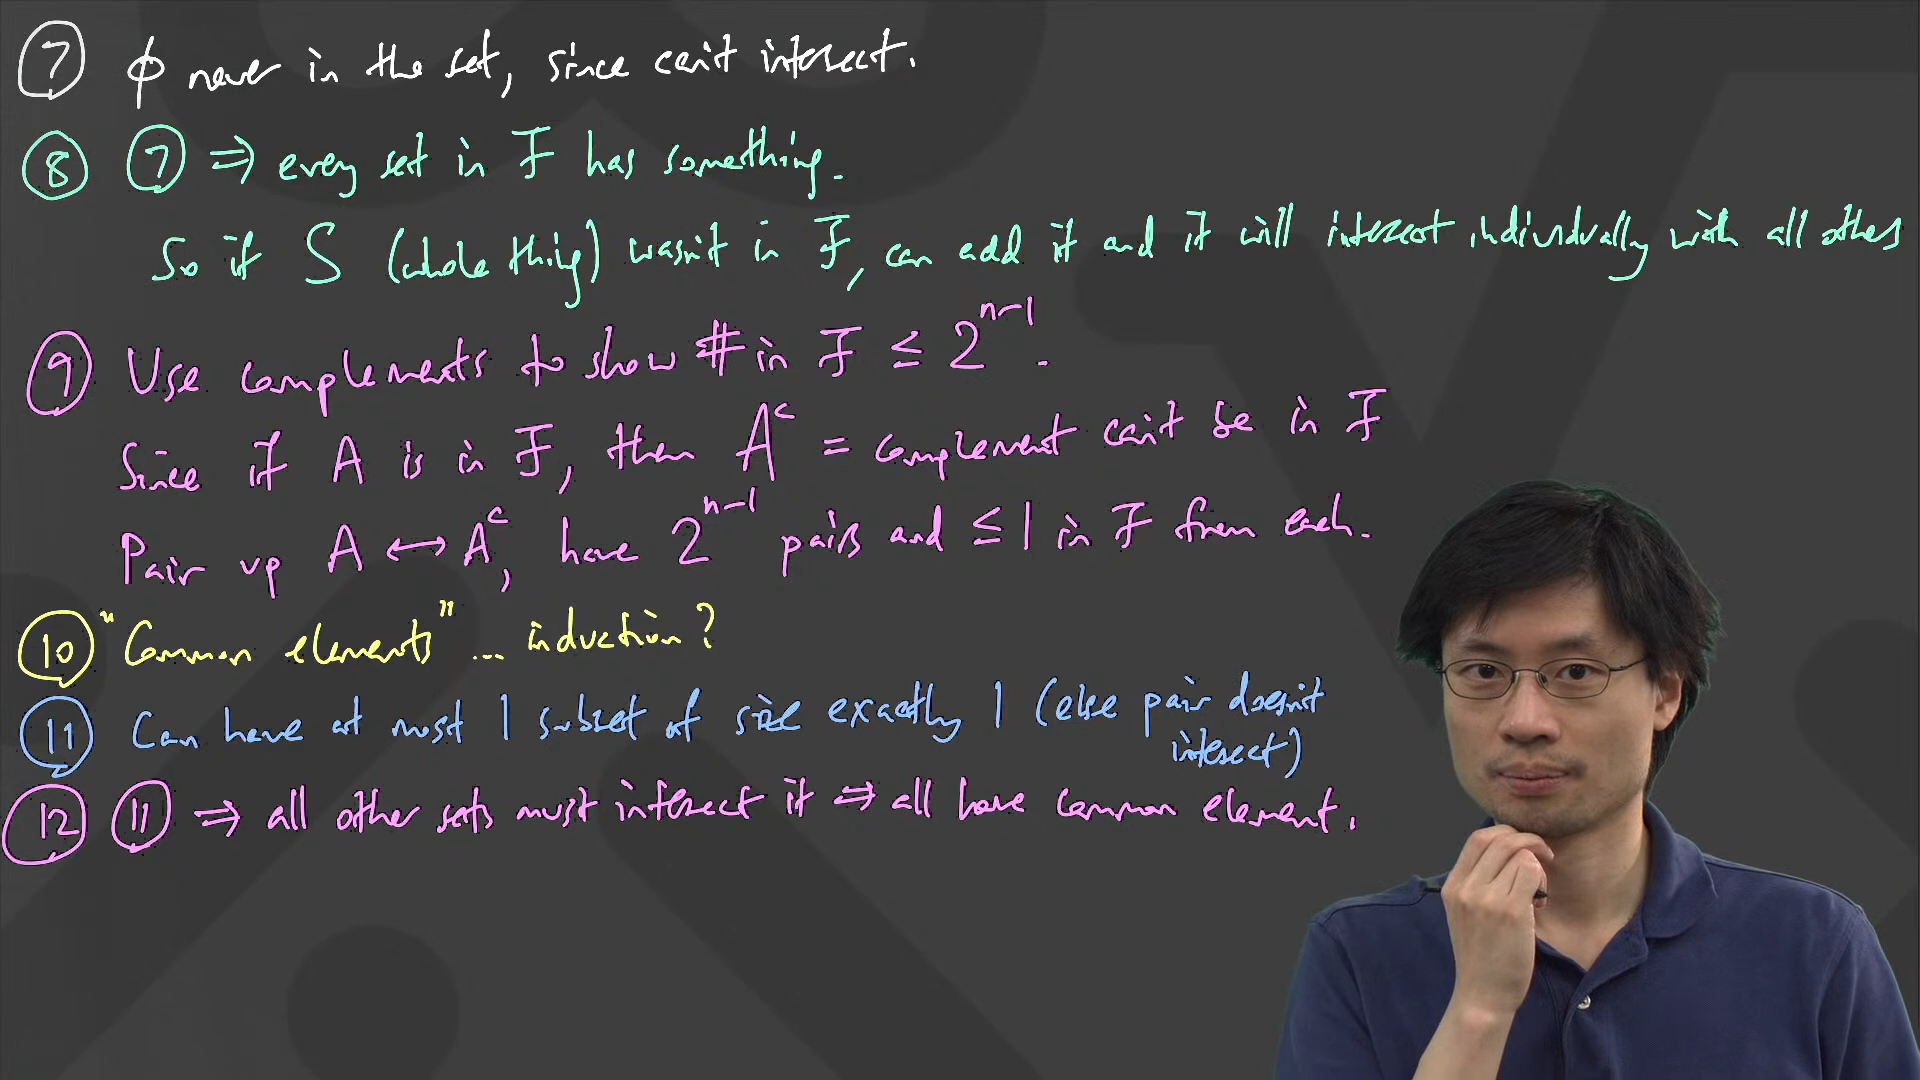 ⑦ ϕ never in the set, since can't intersect.
⑧ ⑦ ⇒ every set in F has something.
So if S (whole thing) wasn't in F, can add it and it will intersect individually with all others
⑨ Use complements to show # in F ≤ 2^{n-1}.
Since if A is in F, then A^c = complement can't be in F
Pair up A ↔ A^c, have 2^{n-1} pairs and ≤ 1 in F from each.
⑩ "Common elements" ... induction?
⑪ Can have at most 1 subset of size exactly 1 (else pair doesn't
intersect)
⑫ ⑪ ⇒ all other sets must intersect it ⇒ all have common element.